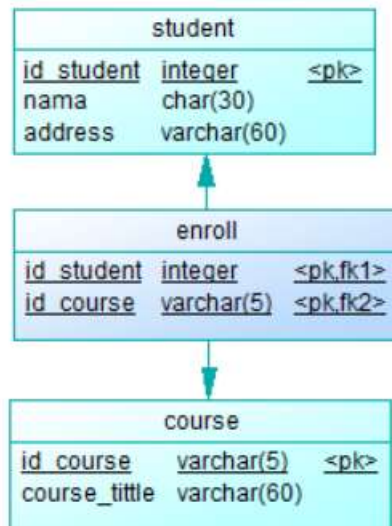 student
id_student integer <pk>
nama char(30)
address varchar(60)
enroll
id_student integer <pk,fk1>
id_course varchar(5) <pk,fk2>
course
id_course varchar(5) <pk>
course_tittle varchar(60)